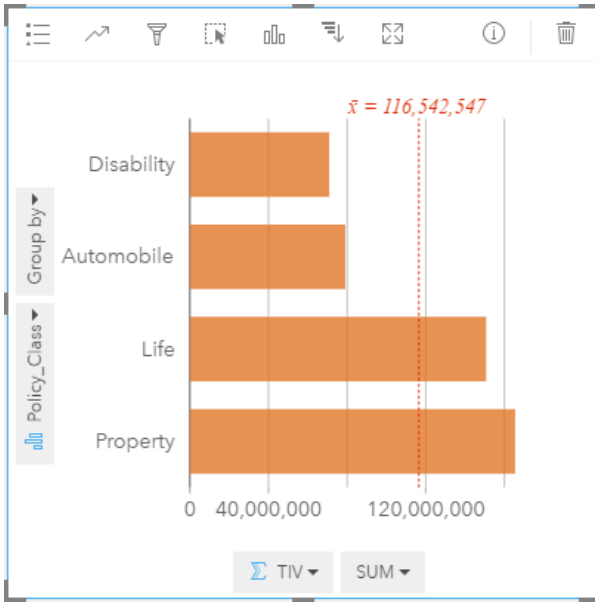 x̄ = 116,542,547
Disability
Automobile
Life
Property
Group by
Policy_Class
0 40,000,000 120,000,000
Σ TIV SUM